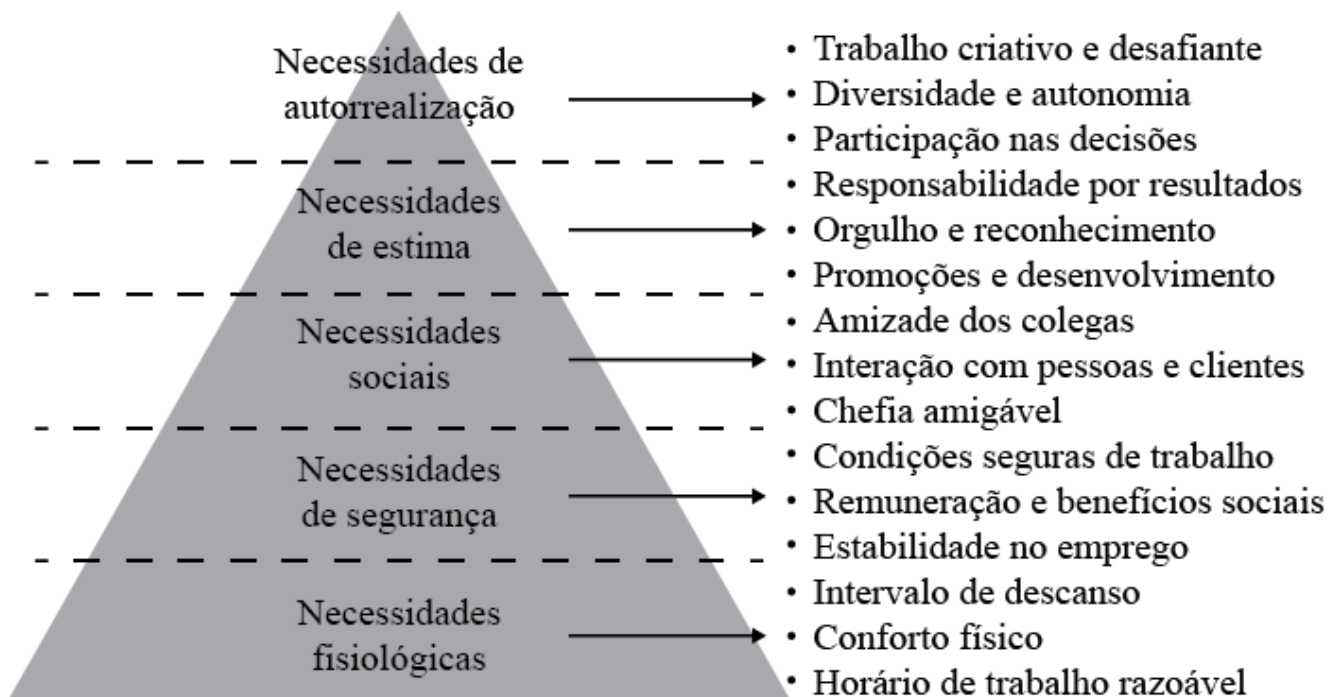 Necessidades de
autorrealização
Necessidades
de estima
Necessidades
sociais
Necessidades
de segurança
Necessidades
fisiológicas
• Trabalho criativo e desafiante
• Diversidade e autonomia
• Participação nas decisões
• Responsabilidade por resultados
• Orgulho e reconhecimento
• Promoções e desenvolvimento
• Amizade dos colegas
• Interação com pessoas e clientes
• Chefia amigável
• Condições seguras de trabalho
• Remuneração e benefícios sociais
• Estabilidade no emprego
• Intervalo de descanso
• Conforto físico
• Horário de trabalho razoável